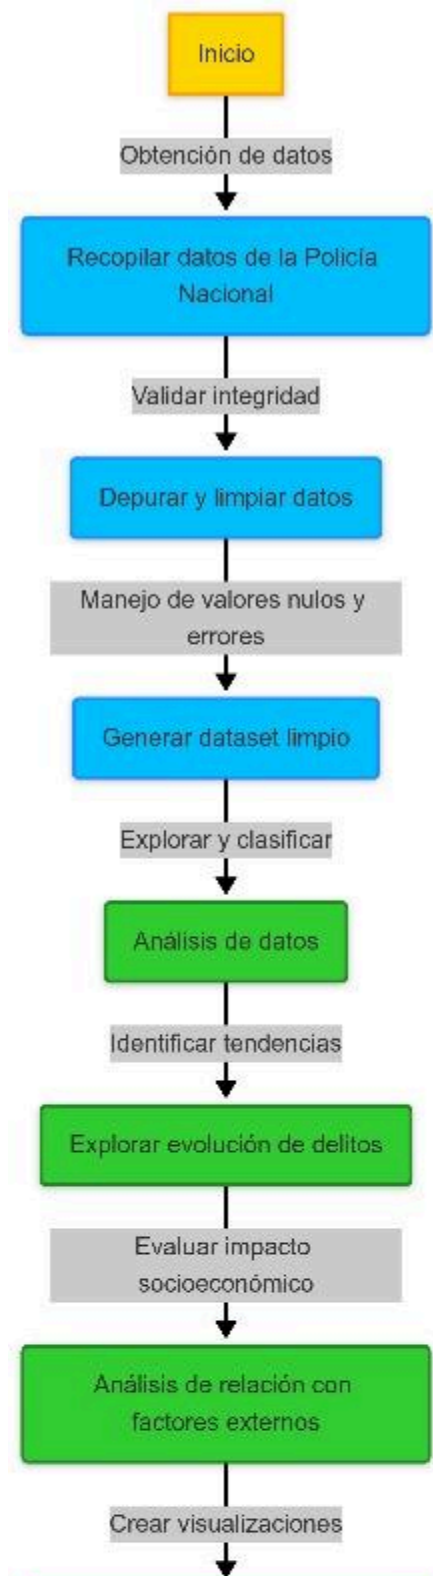 Inicio
Obtención de datos
Recopilar datos de la Policía
Nacional
Validar integridad
Depurar y limpiar datos
Manejo de valores nulos y
errores
Generar dataset limpio
Explorar y clasificar
Análisis de datos
Identificar tendencias
Explorar evolución de delitos
Evaluar impacto
socioeconómico
Análisis de relación con
factores externos
Crear visualizaciones